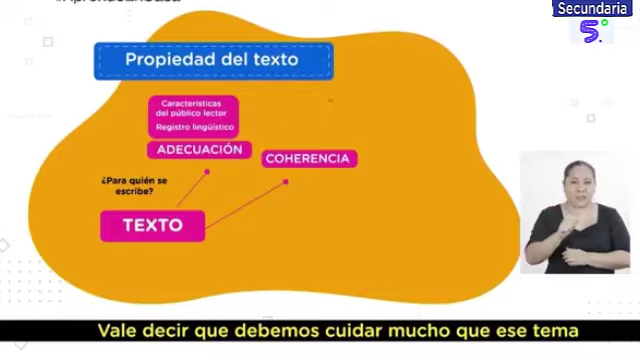 Secundaria
5°
Propiedad del texto
Características
del público lector
Registro lingüístico
ADECUACIÓN
COHERENCIA
¿Para quién se
escribe?
TEXTO
Vale decir que debemos cuidar mucho que ese tema